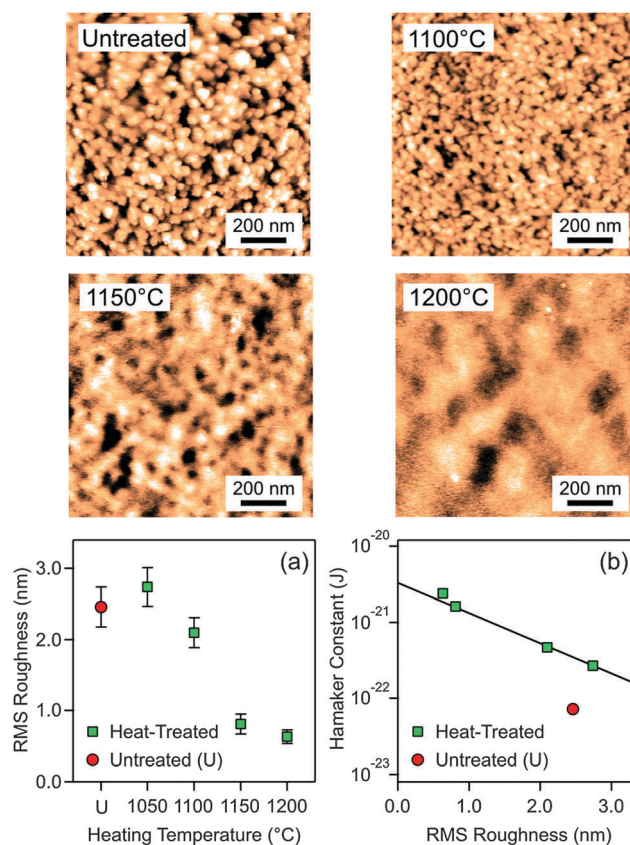 Untreated
1100°C
200 nm
200 nm
1150°C
1200°C
200 nm
200 nm
(a)
RMS Roughness (nm)
3.0
2.0
1.0
0.0
Heat-Treated
Untreated (U)
U 1050 1100 1150 1200
Heating Temperature (°C)
(b)
Hamaker Constant (J)
10⁻²⁰
10⁻²¹
10⁻²²
10⁻²³
Heat-Treated
Untreated (U)
0.0 1.0 2.0 3.0
RMS Roughness (nm)